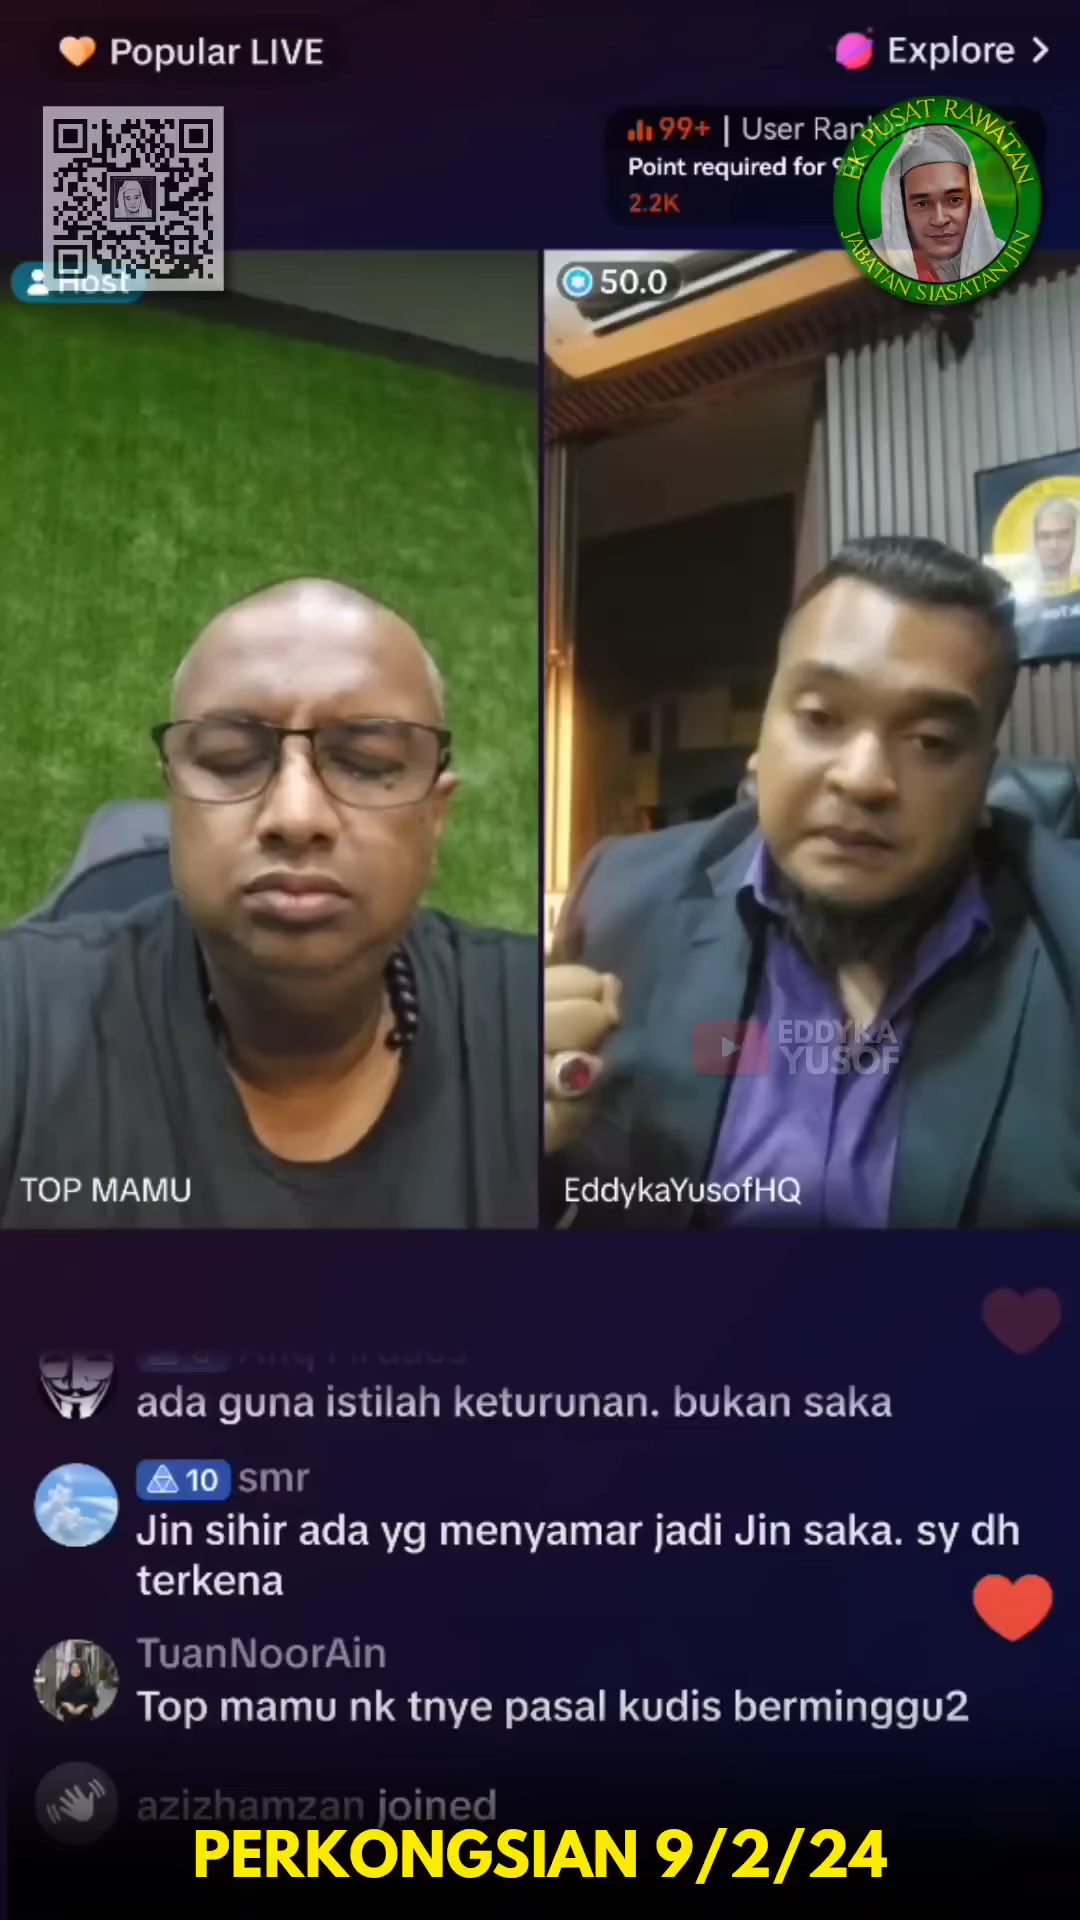 Popular LIVE
Explore >
99+ | User Ran
Point required for 9
2.2K
EK PUSAT RAWATAN
JABATAN SIASATAN JIN
Host
50.0
EDDYKA
YUSOF
TOP MAMU
EddykaYusofHQ
ada guna istilah keturunan. bukan saka
10 smr
Jin sihir ada yg menyamar jadi Jin saka. sy dh
terkena
TuanNoorAin
Top mamu nk tnye pasal kudis berminggu2
azizhamzan joined
PERKONGSIAN 9/2/24